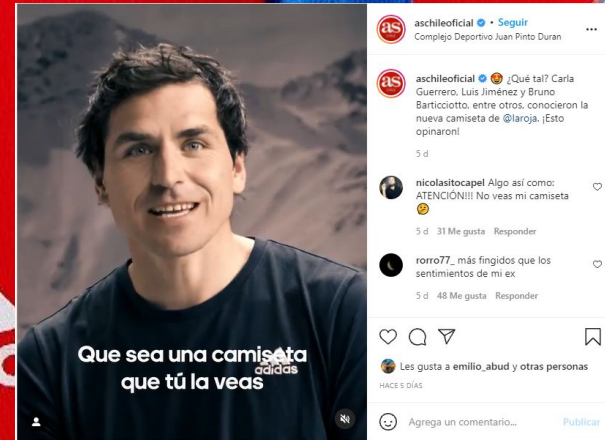 Que sea una camiseta
que tú la veas
adidas
as
CHILE
aschileoficial • Seguir
Complejo Deportivo Juan Pinto Duran
as
CHILE
aschileoficial ¿Qué tal? Carla
Guerrero, Luis Jiménez y Bruno
Barticciotto, entre otros, conocieron la
nueva camiseta de @laroja. ¡Esto
opinaron!
5 d
nicolasitocapel Algo así como:
ATENCIÓN!!! No veas mi camiseta
5 d 31 Me gusta Responder
rorro77_ más fingidos que los
sentimientos de mi ex
5 d 48 Me gusta Responder
Les gusta a emilio_abud y otras personas
HACE 5 DÍAS
Agrega un comentario... Publicar